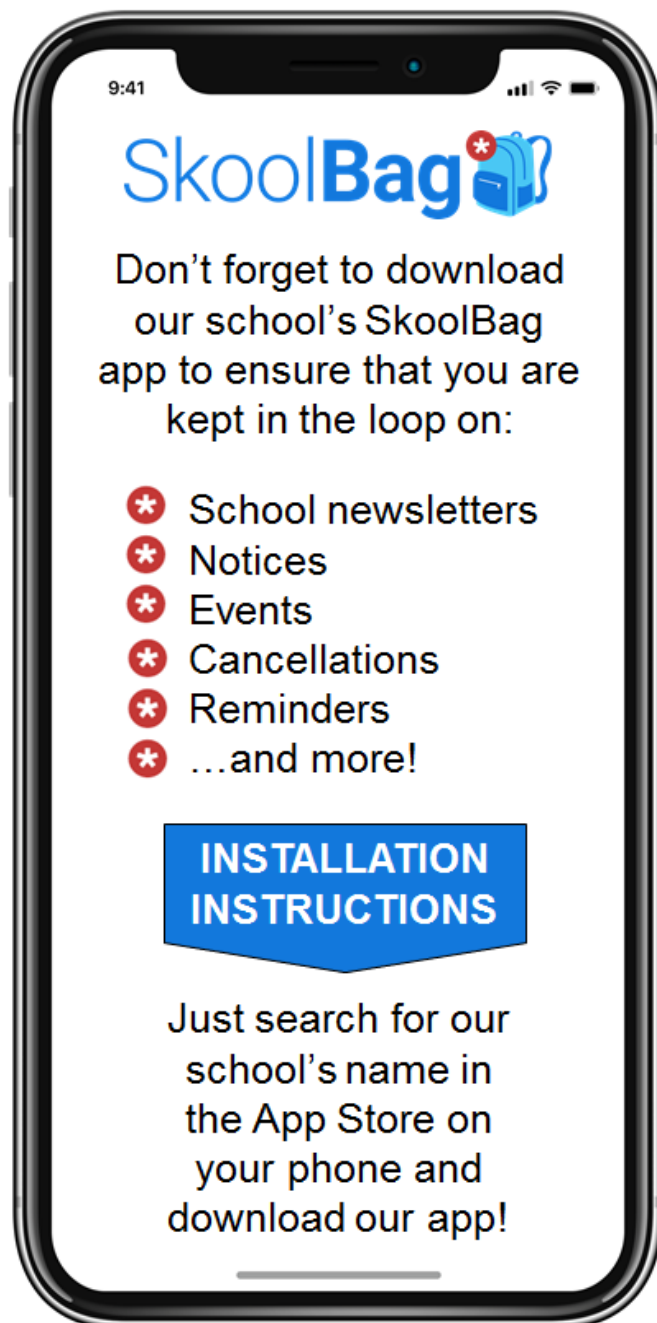 9:41
SkoolBag
Don’t forget to download
our school’s SkoolBag
app to ensure that you are
kept in the loop on:
* School newsletters
* Notices
* Events
* Cancellations
* Reminders
* …and more!
INSTALLATION
INSTRUCTIONS
Just search for our
school’s name in
the App Store on
your phone and
download our app!